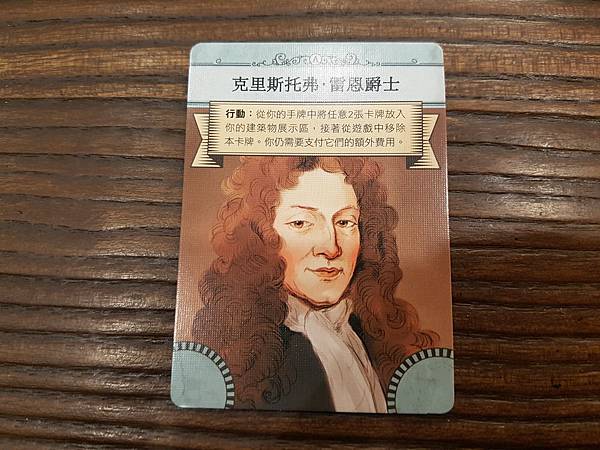 克里斯托弗·雷恩爵士
行動：從你的手牌中將任意2張卡牌放入
你的建築物展示區，接著從遊戲中移除
本卡牌。你仍需要支付它們的額外費用。